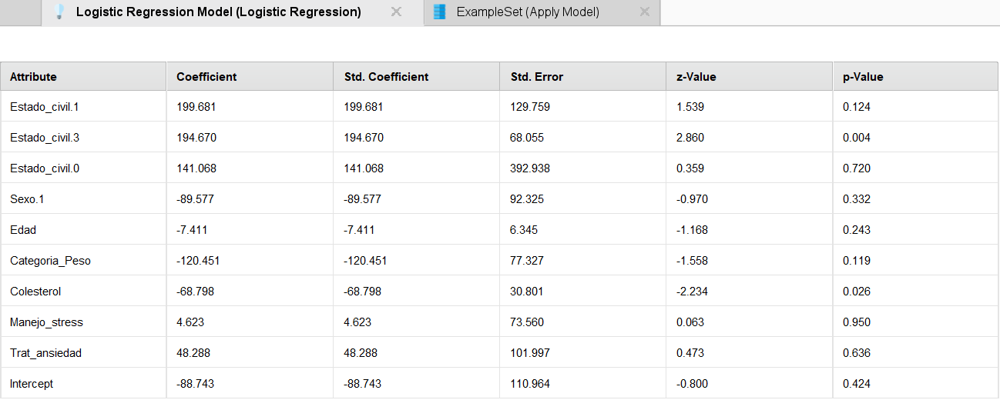 Logistic Regression Model (Logistic Regression) ExampleSet (Apply Model)
Attribute Coefficient Std. Coefficient Std. Error z-Value p-Value
Estado_civil.1 199.681 199.681 129.759 1.539 0.124
Estado_civil.3 194.670 194.670 68.055 2.860 0.004
Estado_civil.0 141.068 141.068 392.938 0.359 0.720
Sexo.1 -89.577 -89.577 92.325 -0.970 0.332
Edad -7.411 -7.411 6.345 -1.168 0.243
Categoria_Peso -120.451 -120.451 77.327 -1.558 0.119
Colesterol -68.798 -68.798 30.801 -2.234 0.026
Manejo_stress 4.623 4.623 73.560 0.063 0.950
Trat_ansiedad 48.288 48.288 101.997 0.473 0.636
Intercept -88.743 -88.743 110.964 -0.800 0.424